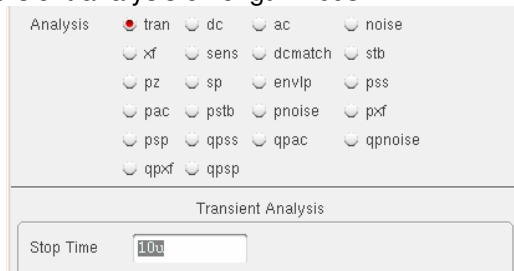 Analysis tran dc ac noise
xf sens dcmatch stb
pz sp envlp pss
pac pstb pnoise pxf
psp qpss qpac qpnoise
qpxf qpsp
Transient Analysis
Stop Time 10u